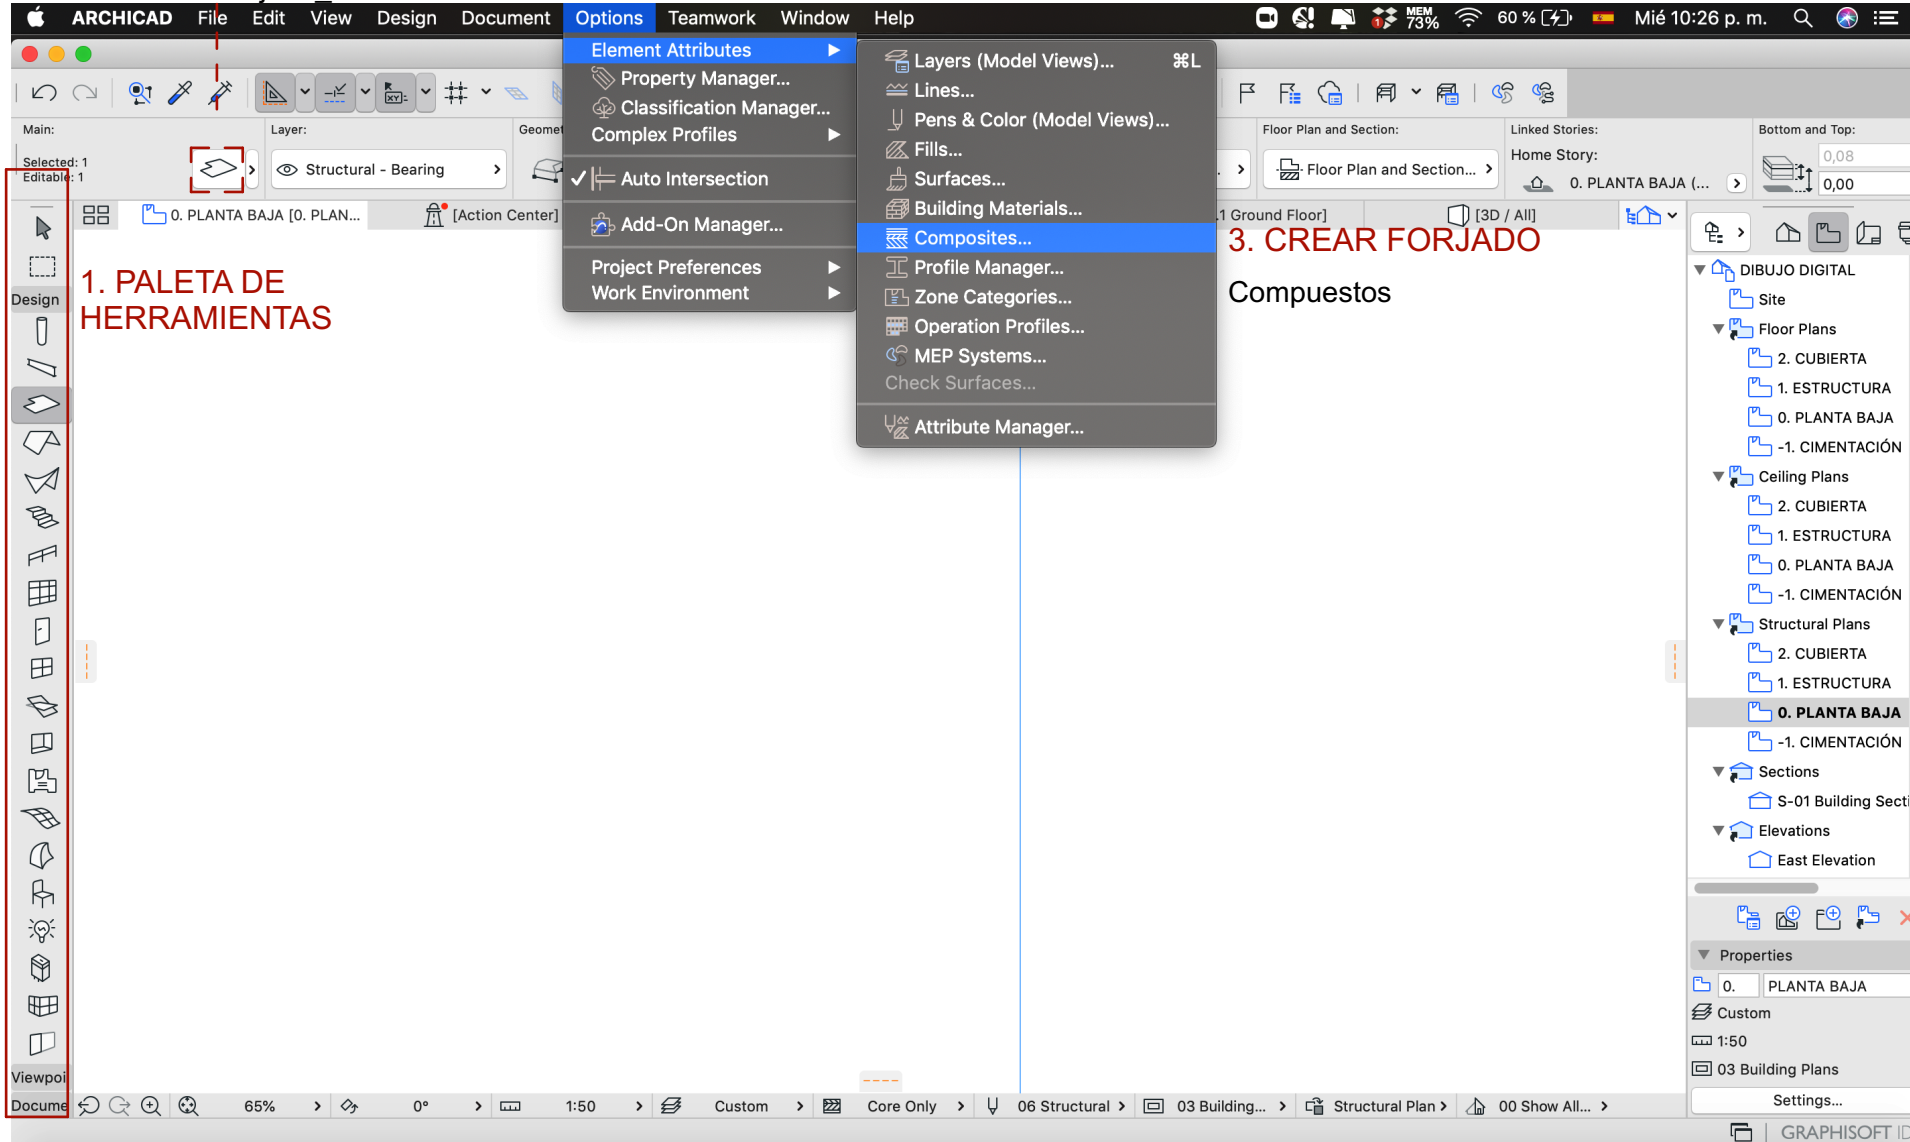 ARCHICAD File Edit View Design Document Options Teamwork Window Help
MEM 73% 60 % Mié 10:26 p. m.
Element Attributes
Property Manager...
Classification Manager...
Complex Profiles
Auto Intersection
Add-On Manager...
Project Preferences
Work Environment
Layers (Model Views)... ⌘L
Lines...
Pens & Color (Model Views)...
Fills...
Surfaces...
Building Materials...
Composites...
Profile Manager...
Zone Categories...
Operation Profiles...
MEP Systems...
Check Surfaces...
Attribute Manager...
Main:
Selected: 1
Editable: 1
Layer:
Structural - Bearing
Geomet
Floor Plan and Section:
Floor Plan and Section...
Linked Stories:
Home Story:
0. PLANTA BAJA (...
Bottom and Top:
0,08
0,00
0. PLANTA BAJA [0. PLAN...
[Action Center]
.1 Ground Floor]
[3D / All]
1. PALETA DE
HERRAMIENTAS
3. CREAR FORJADO
Compuestos
Design
Viewpoi
Docume
DIBUJO DIGITAL
Site
Floor Plans
2. CUBIERTA
1. ESTRUCTURA
0. PLANTA BAJA
-1. CIMENTACIÓN
Ceiling Plans
2. CUBIERTA
1. ESTRUCTURA
0. PLANTA BAJA
-1. CIMENTACIÓN
Structural Plans
2. CUBIERTA
1. ESTRUCTURA
0. PLANTA BAJA
-1. CIMENTACIÓN
Sections
S-01 Building Secti
Elevations
East Elevation
Properties
0. PLANTA BAJA
Custom
1:50
03 Building Plans
Settings...
65% 0° 1:50 Custom Core Only 06 Structural 03 Building... Structural Plan 00 Show All...
GRAPHISOFT ID